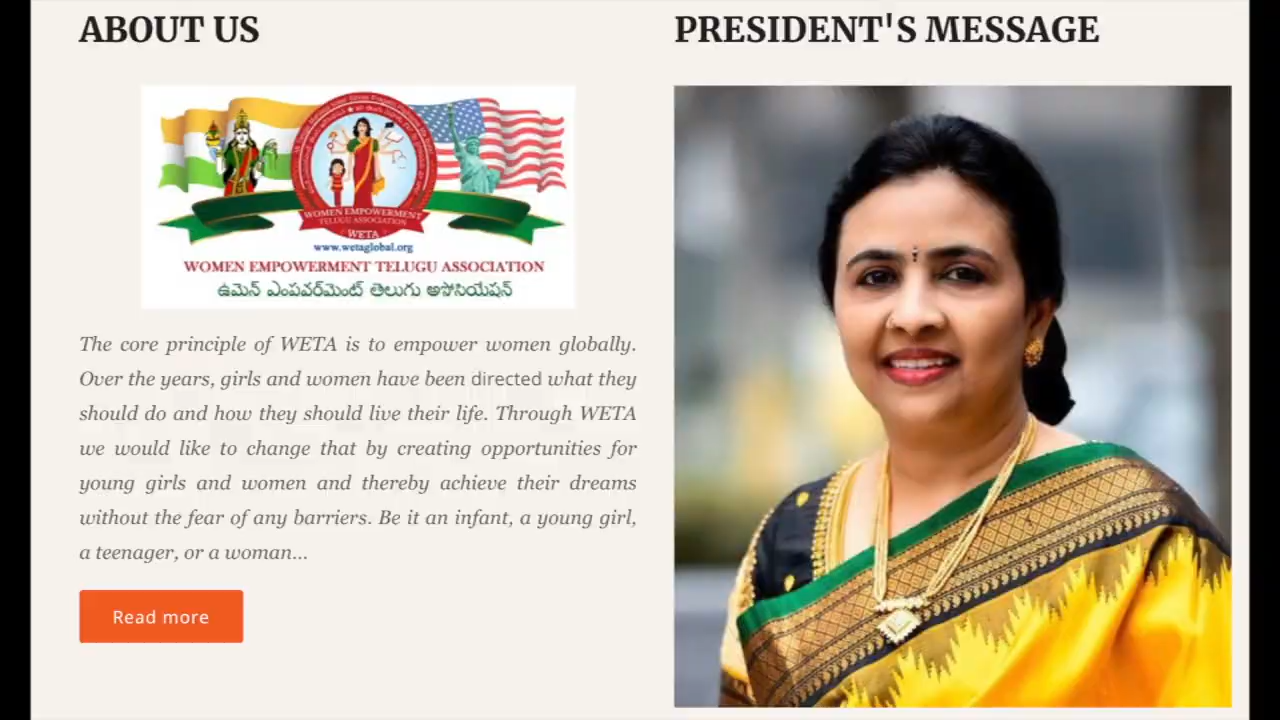 ABOUT US
WOMEN EMPOWERMENT
TELUGU ASSOCIATION
WETA
www.wetaglobal.org
WOMEN EMPOWERMENT TELUGU ASSOCIATION
ఉమెన్ ఎంపవర్‌మెంట్ తెలుగు అసోసియేషన్
The core principle of WETA is to empower women globally.
Over the years, girls and women have been directed what they
should do and how they should live their life. Through WETA
we would like to change that by creating opportunities for
young girls and women and thereby achieve their dreams
without the fear of any barriers. Be it an infant, a young girl,
a teenager, or a woman...
Read more
PRESIDENT'S MESSAGE